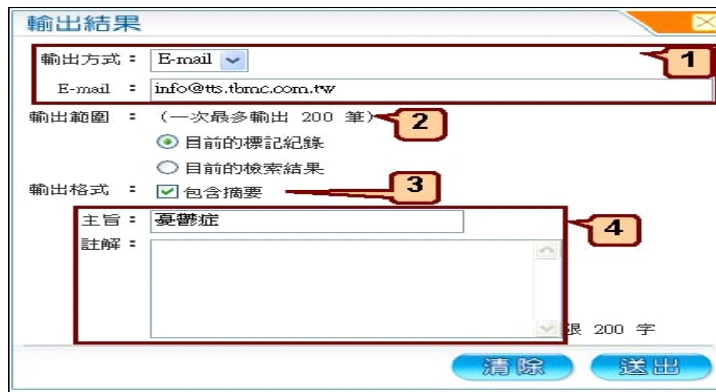 輸出結果
輸出方式： E-mail 1
E-mail ： info@tts.tbmc.com.tw
輸出範圍 ： (一次最多輸出 200 筆) 2
目前的標記紀錄
目前的檢索結果
輸出格式 ： 包含摘要 3
主旨： 憂鬱症 4
註解：
限 200 字
清除 送出